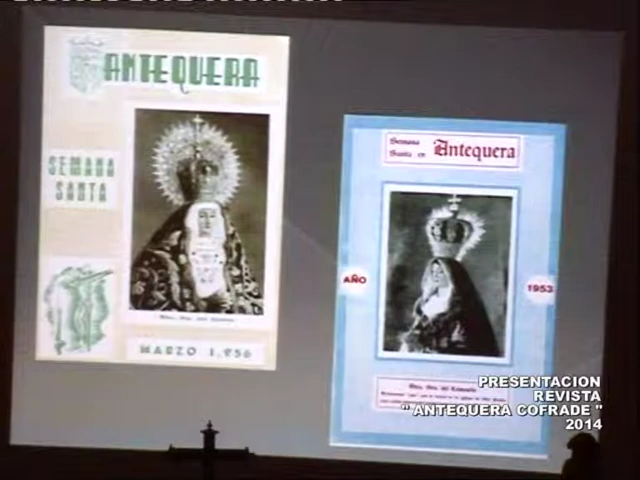 ANTEQUERA
SEMANA
SANTA
MARZO 1.956
Semana
Santa en Antequera
AÑO
1953
PRESENTACION
REVISTA
" ANTEQUERA COFRADE "
2014